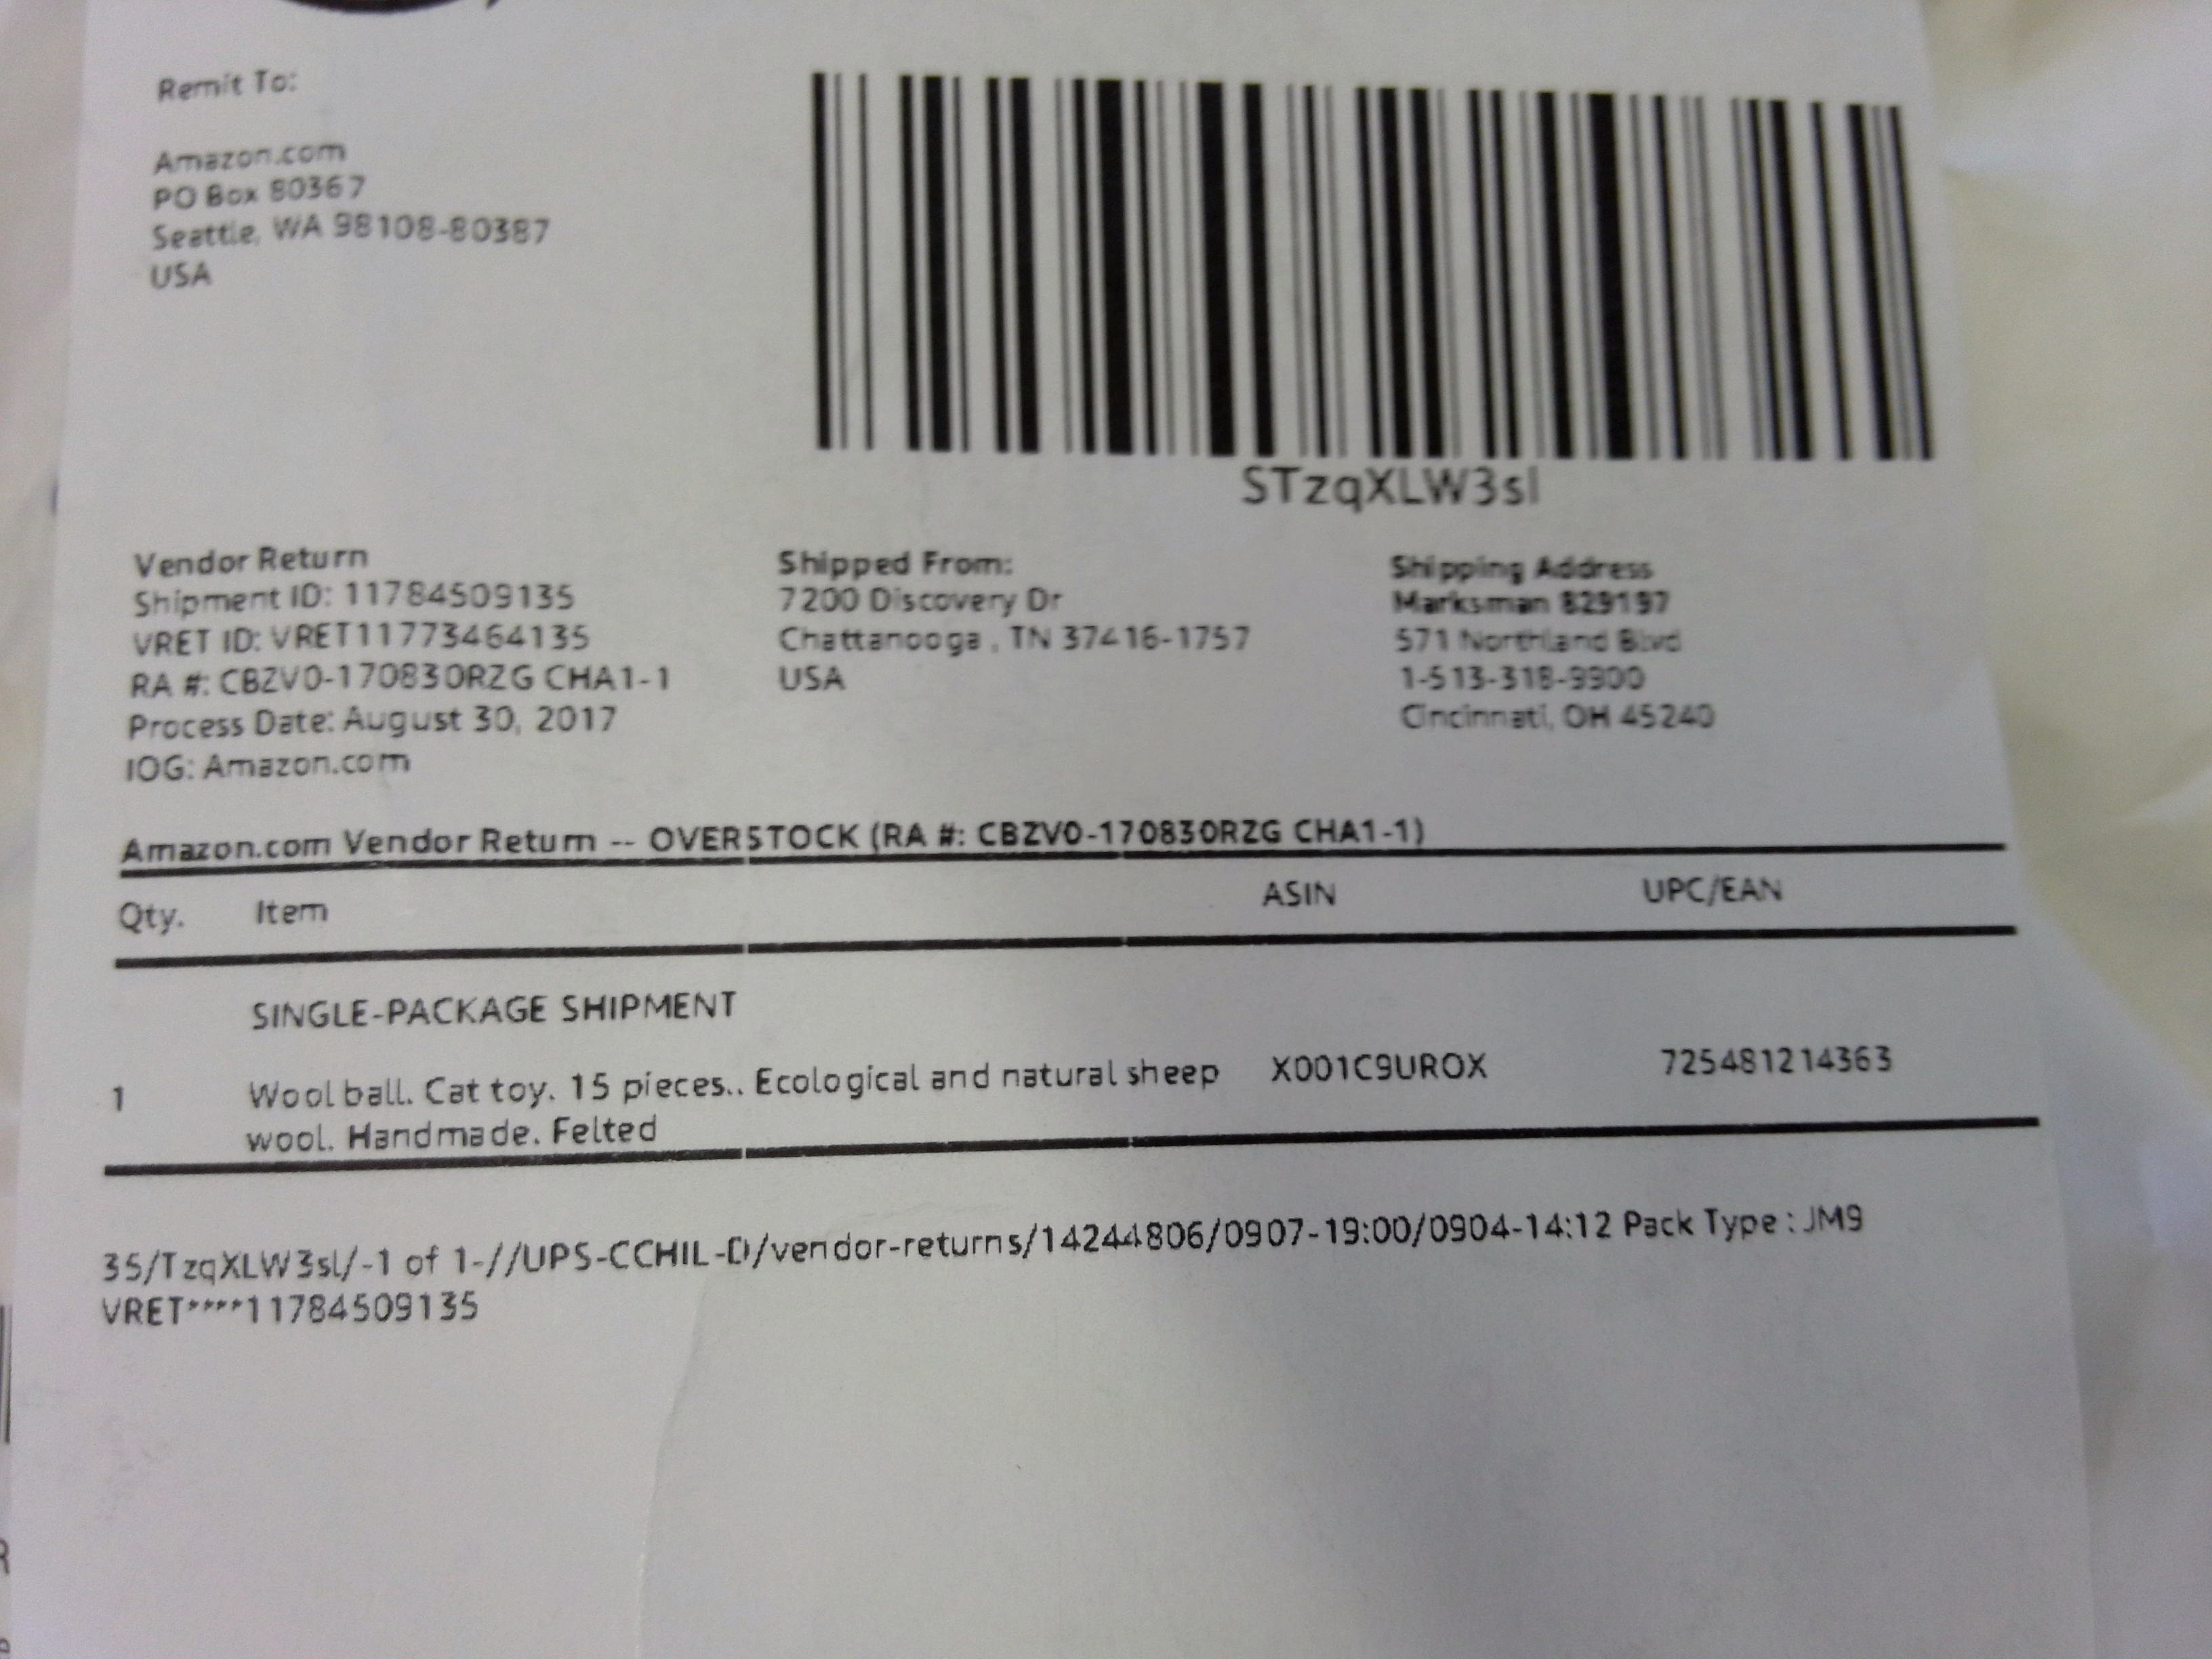 Remit To:
Amazon.com
PO Box 80367
Seattle, WA 98108-80387
USA
STzqXLW3sl
Vendor Return
Shipment ID: 11784509135
VRET ID: VRET11773464135
RA #: CBZV0-170830RZG CHA1-1
Process Date: August 30, 2017
IOG: Amazon.com
Shipped From:
7200 Discovery Dr
Chattanooga , TN 37416-1757
USA
Shipping Address
Marksman 829197
571 Northland Blvd
1-513-318-9900
Cincinnati, OH 45240
Amazon.com Vendor Return -- OVERSTOCK (RA #: CBZV0-170830RZG CHA1-1)
Qty. Item ASIN UPC/EAN
SINGLE-PACKAGE SHIPMENT
1 Wool ball. Cat toy. 15 pieces.. Ecological and natural sheep X001C9UROX 725481214363
wool. Handmade. Felted
35/TzqXLW3sl/-1 of 1-//UPS-CCHIL-D/vendor-returns/14244806/0907-19:00/0904-14:12 Pack Type : JM9
VRET****11784509135